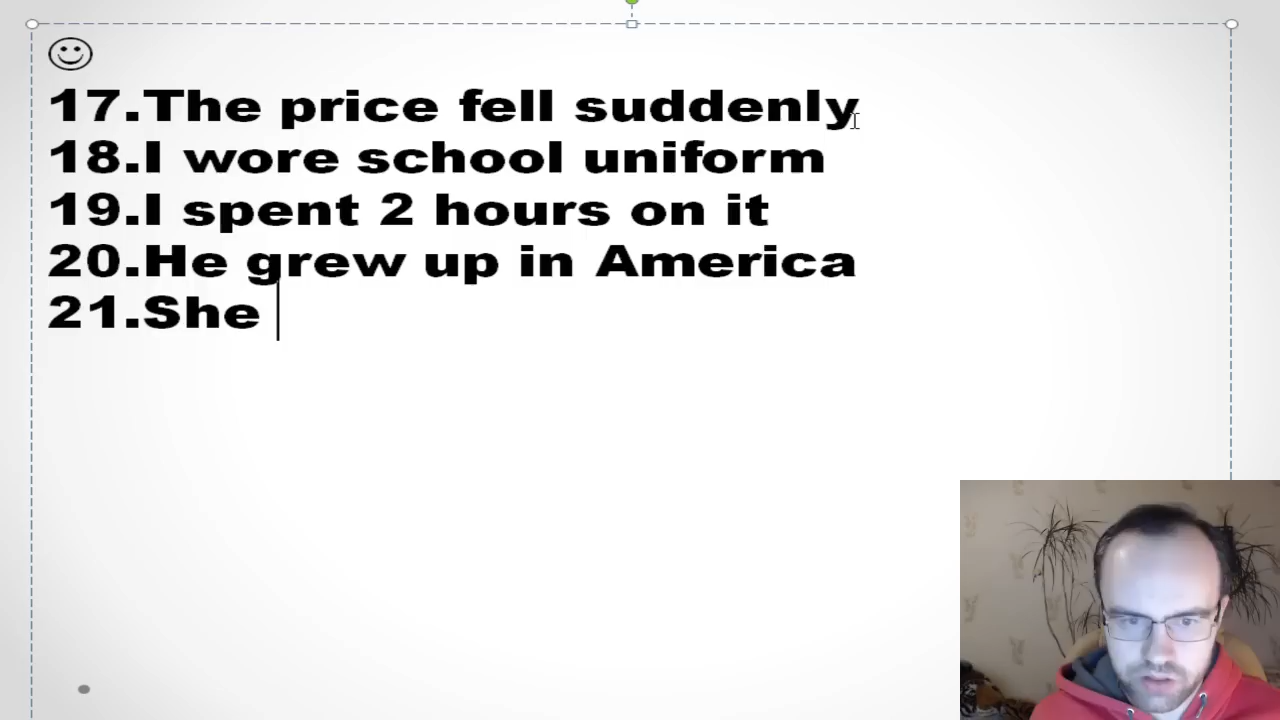 17.The price fell suddenly
18.I wore school uniform
19.I spent 2 hours on it
20.He grew up in America
21.She